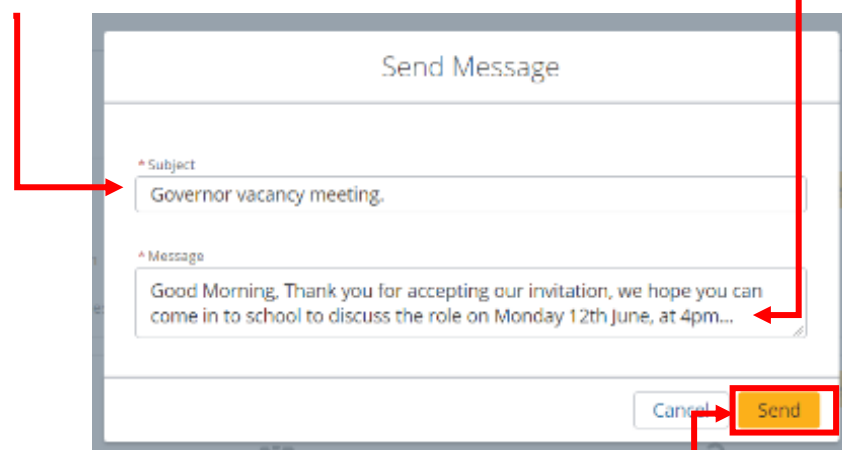 Send Message
* Subject
Governor vacancy meeting.
* Message
Good Morning, Thank you for accepting our invitation, we hope you can
come in to school to discuss the role on Monday 12th June, at 4pm...
Cancel
Send